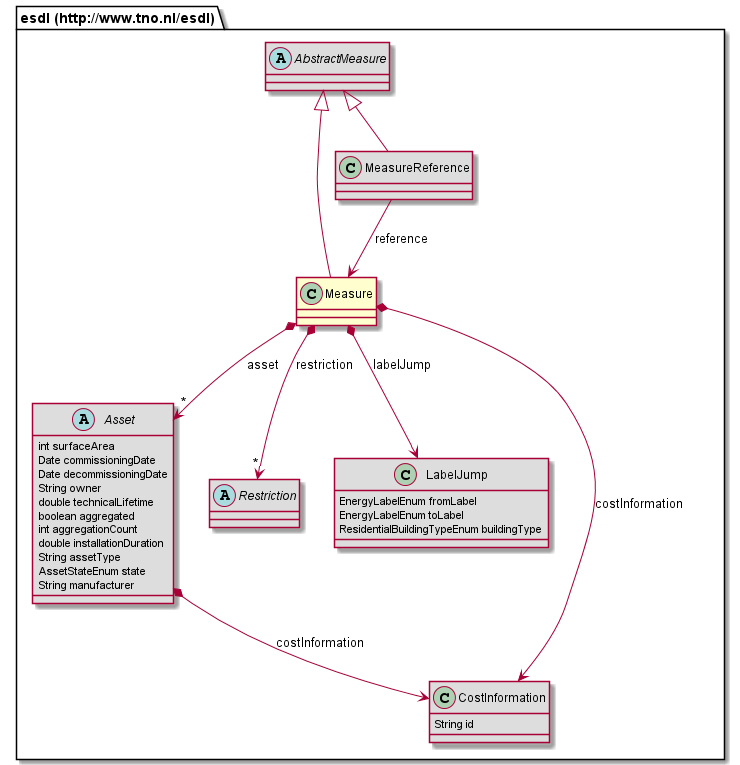 esdl (http://www.tno.nl/esdl)
A AbstractMeasure
C MeasureReference
reference
C Measure
asset
restriction
labelJump
*
A Asset
int surfaceArea
Date commissioningDate
Date decommissioningDate
String owner
double technicalLifetime
boolean aggregated
int aggregationCount
double installationDuration
String assetType
AssetStateEnum state
String manufacturer
*
A Restriction
C LabelJump
EnergyLabelEnum fromLabel
EnergyLabelEnum toLabel
ResidentialBuildingTypeEnum buildingType
costInformation
costInformation
C CostInformation
String id